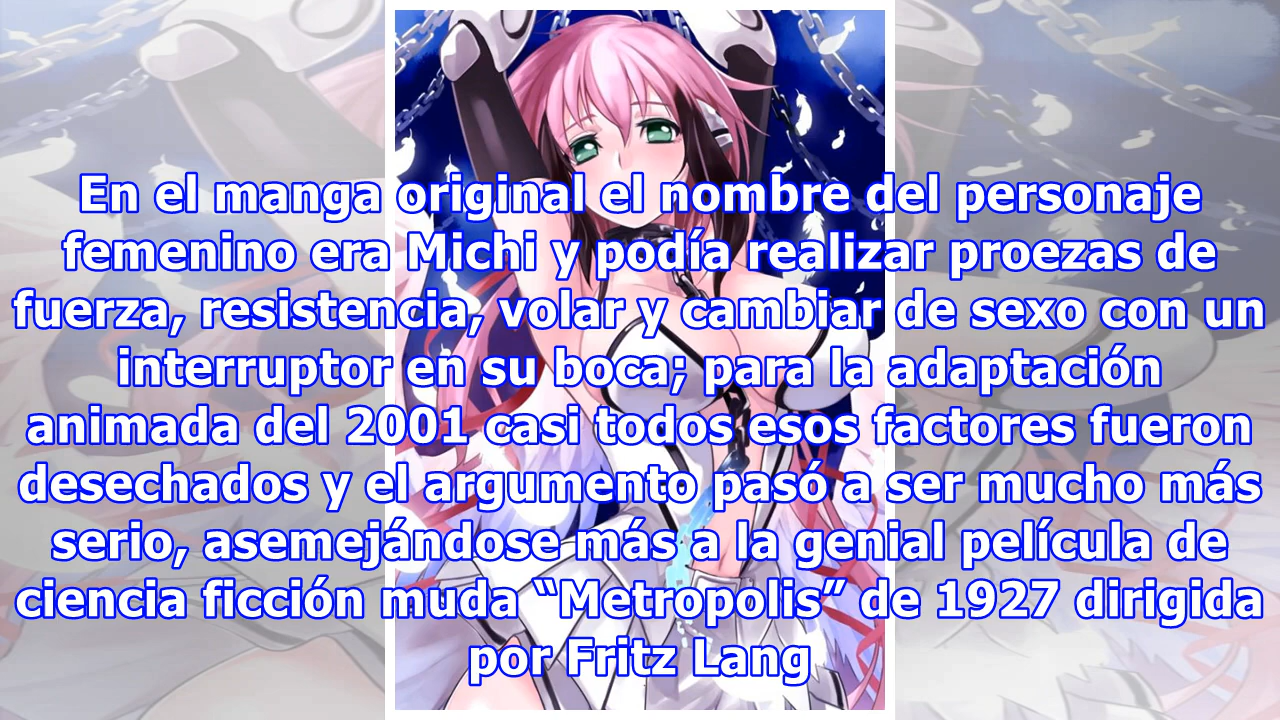 En el manga original el nombre del personaje
femenino era Michi y podía realizar proezas de
fuerza, resistencia, volar y cambiar de sexo con un
interruptor en su boca; para la adaptación
animada del 2001 casi todos esos factores fueron
desechados y el argumento pasó a ser mucho más
serio, asemejándose más a la genial película de
ciencia ficción muda “Metropolis” de 1927 dirigida
por Fritz Lang